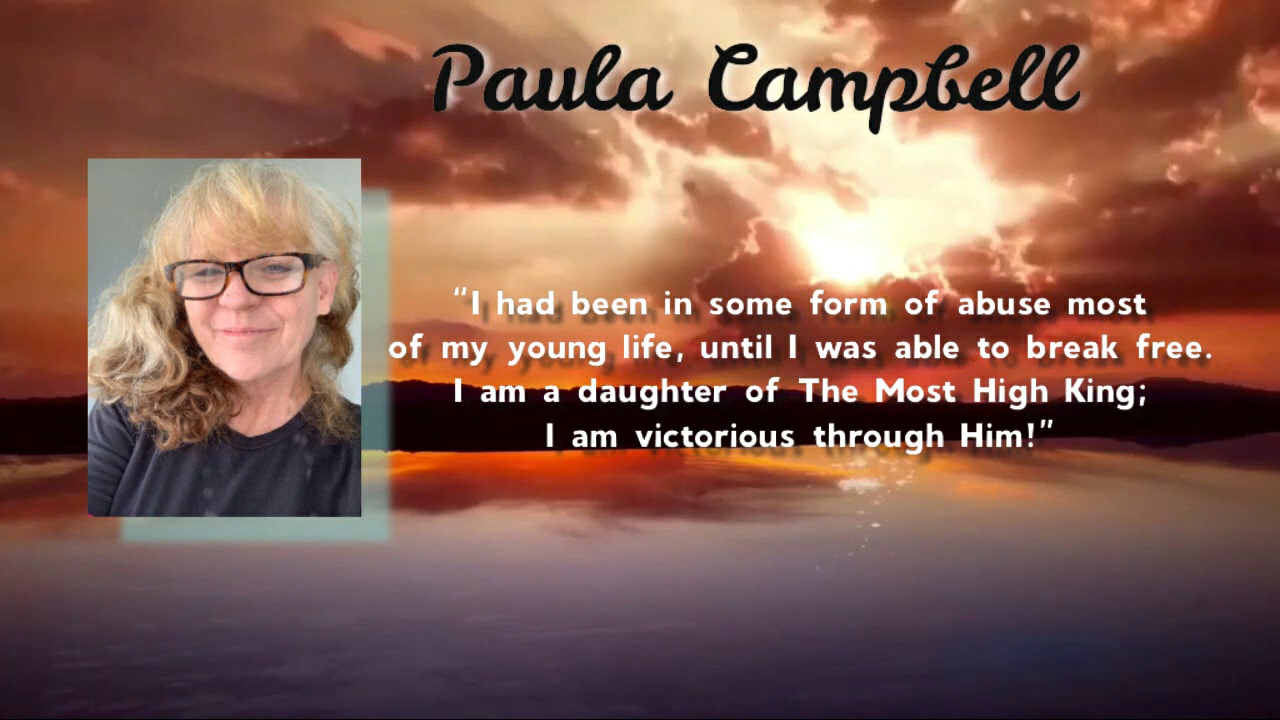 Paula Campbell
“I had been in some form of abuse most
of my young life, until I was able to break free.
I am a daughter of The Most High King;
I am victorious through Him!”